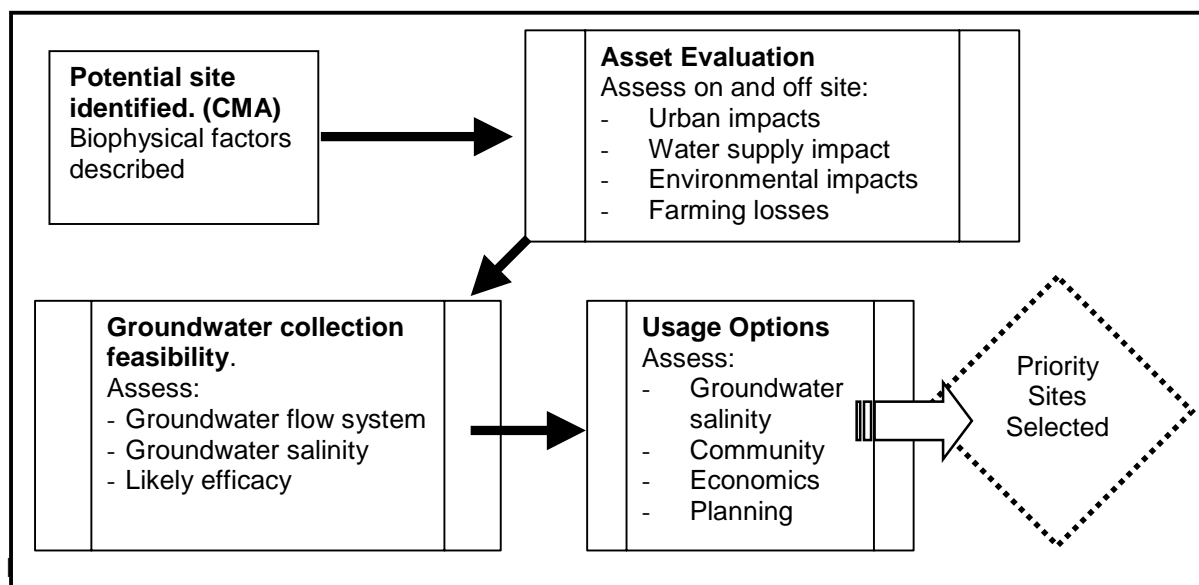 Potential site
identified. (CMA)
Biophysical factors
described
Asset Evaluation
Assess on and off site:
- Urban impacts
- Water supply impact
- Environmental impacts
- Farming losses
Groundwater collection
feasibility.
Assess:
- Groundwater flow system
- Groundwater salinity
- Likely efficacy
Usage Options
Assess:
- Groundwater
salinity
- Community
- Economics
- Planning
Priority
Sites
Selected